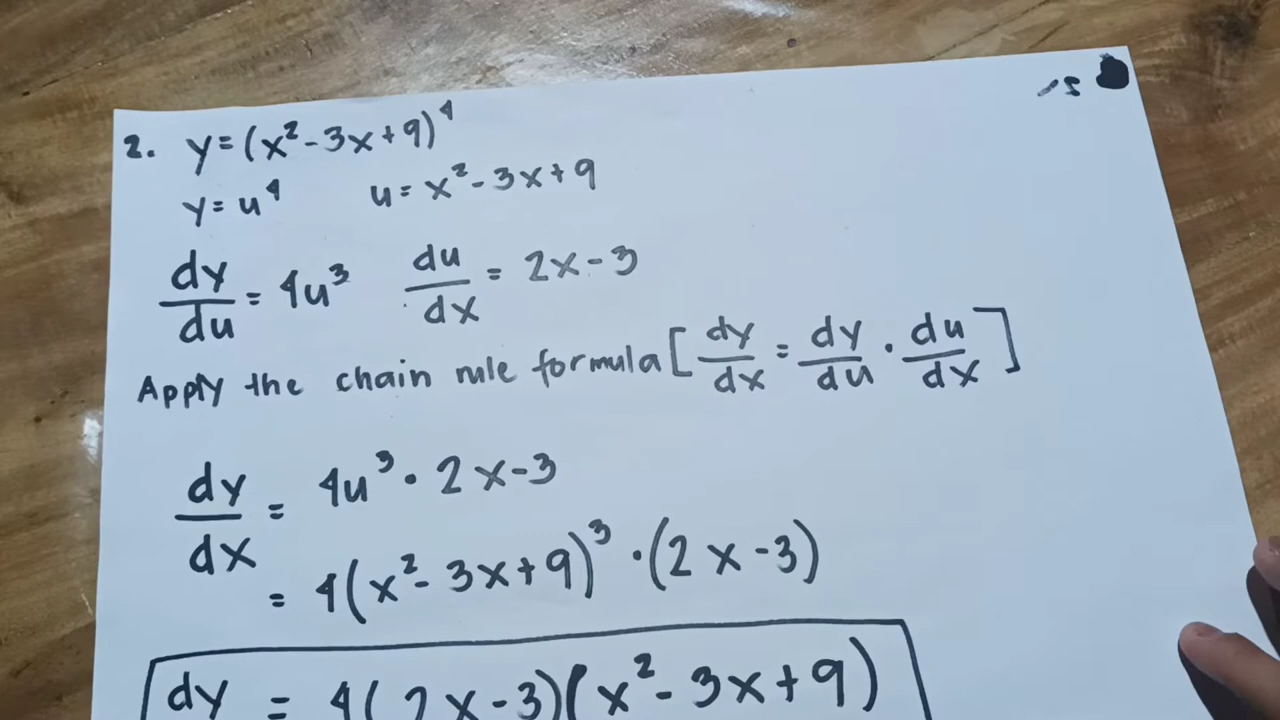 2. y=(x²-3x+9)⁴
y=u⁴ u=x²-3x+9
dy/du = 4u³ du/dx = 2x-3
Apply the chain rule formula [dy/dx = dy/du · du/dx]
dy/dx = 4u³ · 2x-3
= 4(x²-3x+9)³ · (2x-3)
dy = 4(2x-3)(x²-3x+9)